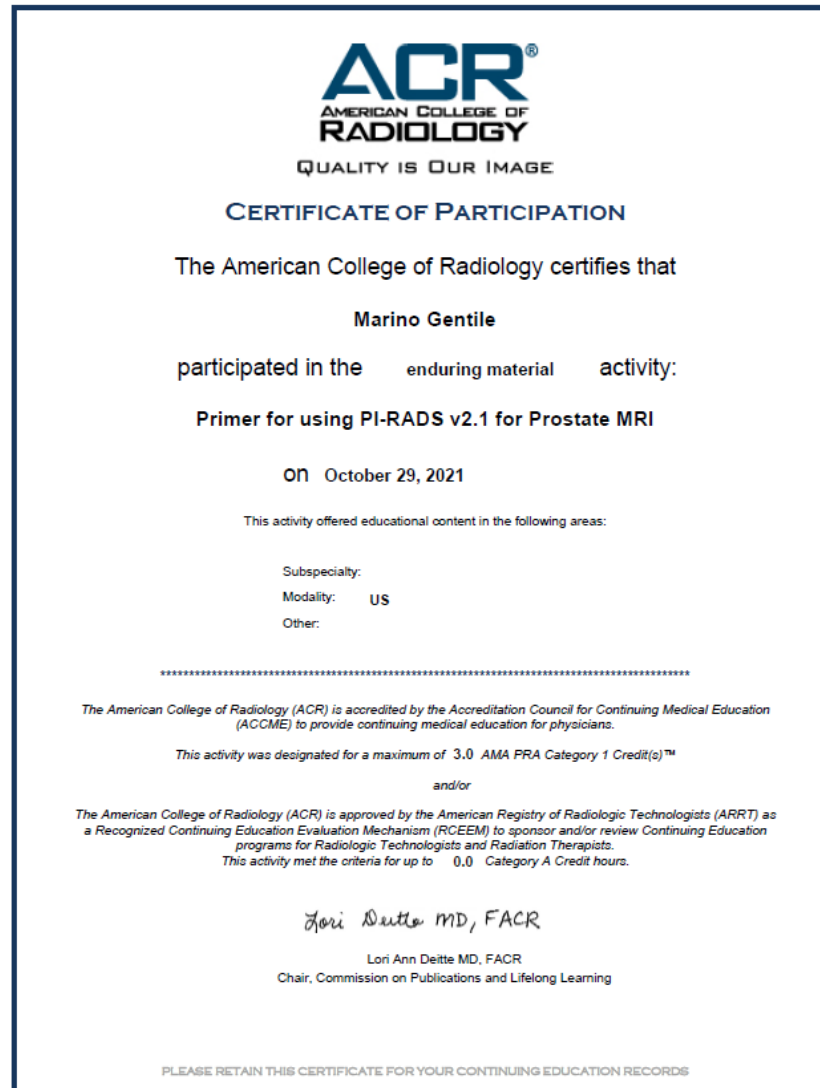 ACR®
AMERICAN COLLEGE OF
RADIOLOGY
QUALITY IS OUR IMAGE
CERTIFICATE OF PARTICIPATION
The American College of Radiology certifies that
Marino Gentile
participated in the enduring material activity:
Primer for using PI-RADS v2.1 for Prostate MRI
on October 29, 2021
This activity offered educational content in the following areas:
Subspecialty:
Modality: US
Other:
********************************************************************************************
The American College of Radiology (ACR) is accredited by the Accreditation Council for Continuing Medical Education
(ACCME) to provide continuing medical education for physicians.
This activity was designated for a maximum of 3.0 AMA PRA Category 1 Credit(s)™
and/or
The American College of Radiology (ACR) is approved by the American Registry of Radiologic Technologists (ARRT) as
a Recognized Continuing Education Evaluation Mechanism (RCEEM) to sponsor and/or review Continuing Education
programs for Radiologic Technologists and Radiation Therapists.
This activity met the criteria for up to 0.0 Category A Credit hours.
Lori Deitte MD, FACR
Lori Ann Deitte MD, FACR
Chair, Commission on Publications and Lifelong Learning
PLEASE RETAIN THIS CERTIFICATE FOR YOUR CONTINUING EDUCATION RECORDS